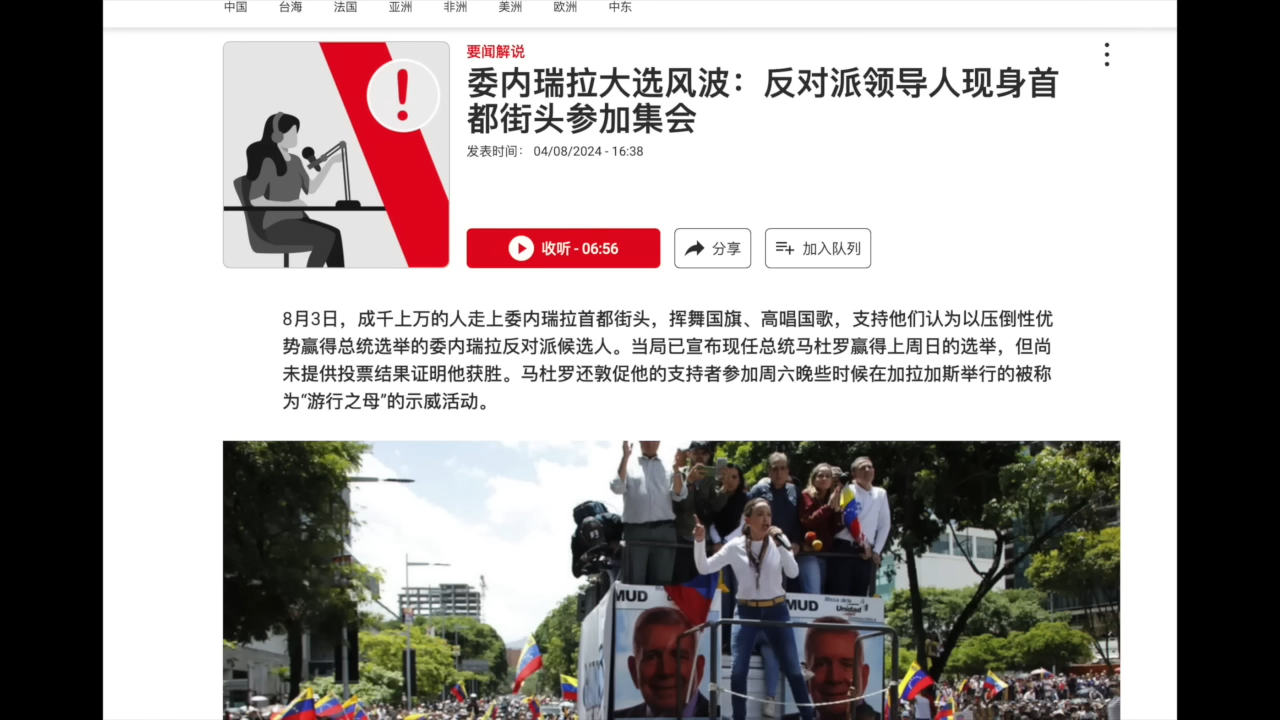 中国 台海 法国 亚洲 非洲 美洲 欧洲 中东
要闻解说
委内瑞拉大选风波：反对派领导人现身首
都街头参加集会
发表时间： 04/08/2024 - 16:38
收听 - 06:56 分享 加入队列
8月3日，成千上万的人走上委内瑞拉首都街头，挥舞国旗、高唱国歌，支持他们认为以压倒性优
势赢得总统选举的委内瑞拉反对派候选人。当局已宣布现任总统马杜罗赢得上周日的选举，但尚
未提供投票结果证明他获胜。马杜罗还敦促他的支持者参加周六晚些时候在加拉加斯举行的被称
为“游行之母”的示威活动。
MUD
MUD
Unidad